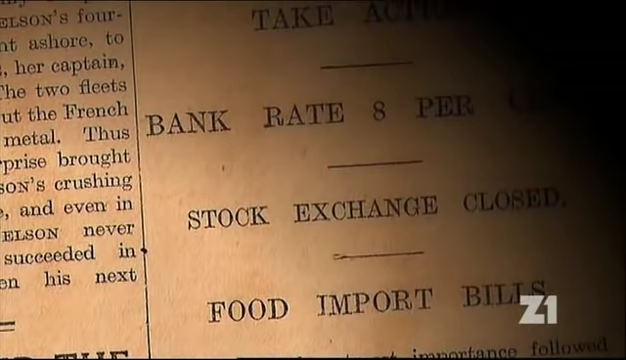 ELSON's four-
nt ashore, to
, her captain,
The two fleets
ut the French
metal. Thus
rprise brought
SON's crushing
, and even in
ELSON never
succeeded in
en his next
THE
TAKE
BANK RATE 8 PER
STOCK EXCHANGE CLOSED.
FOOD IMPORT BILLS
importance followed
Z1